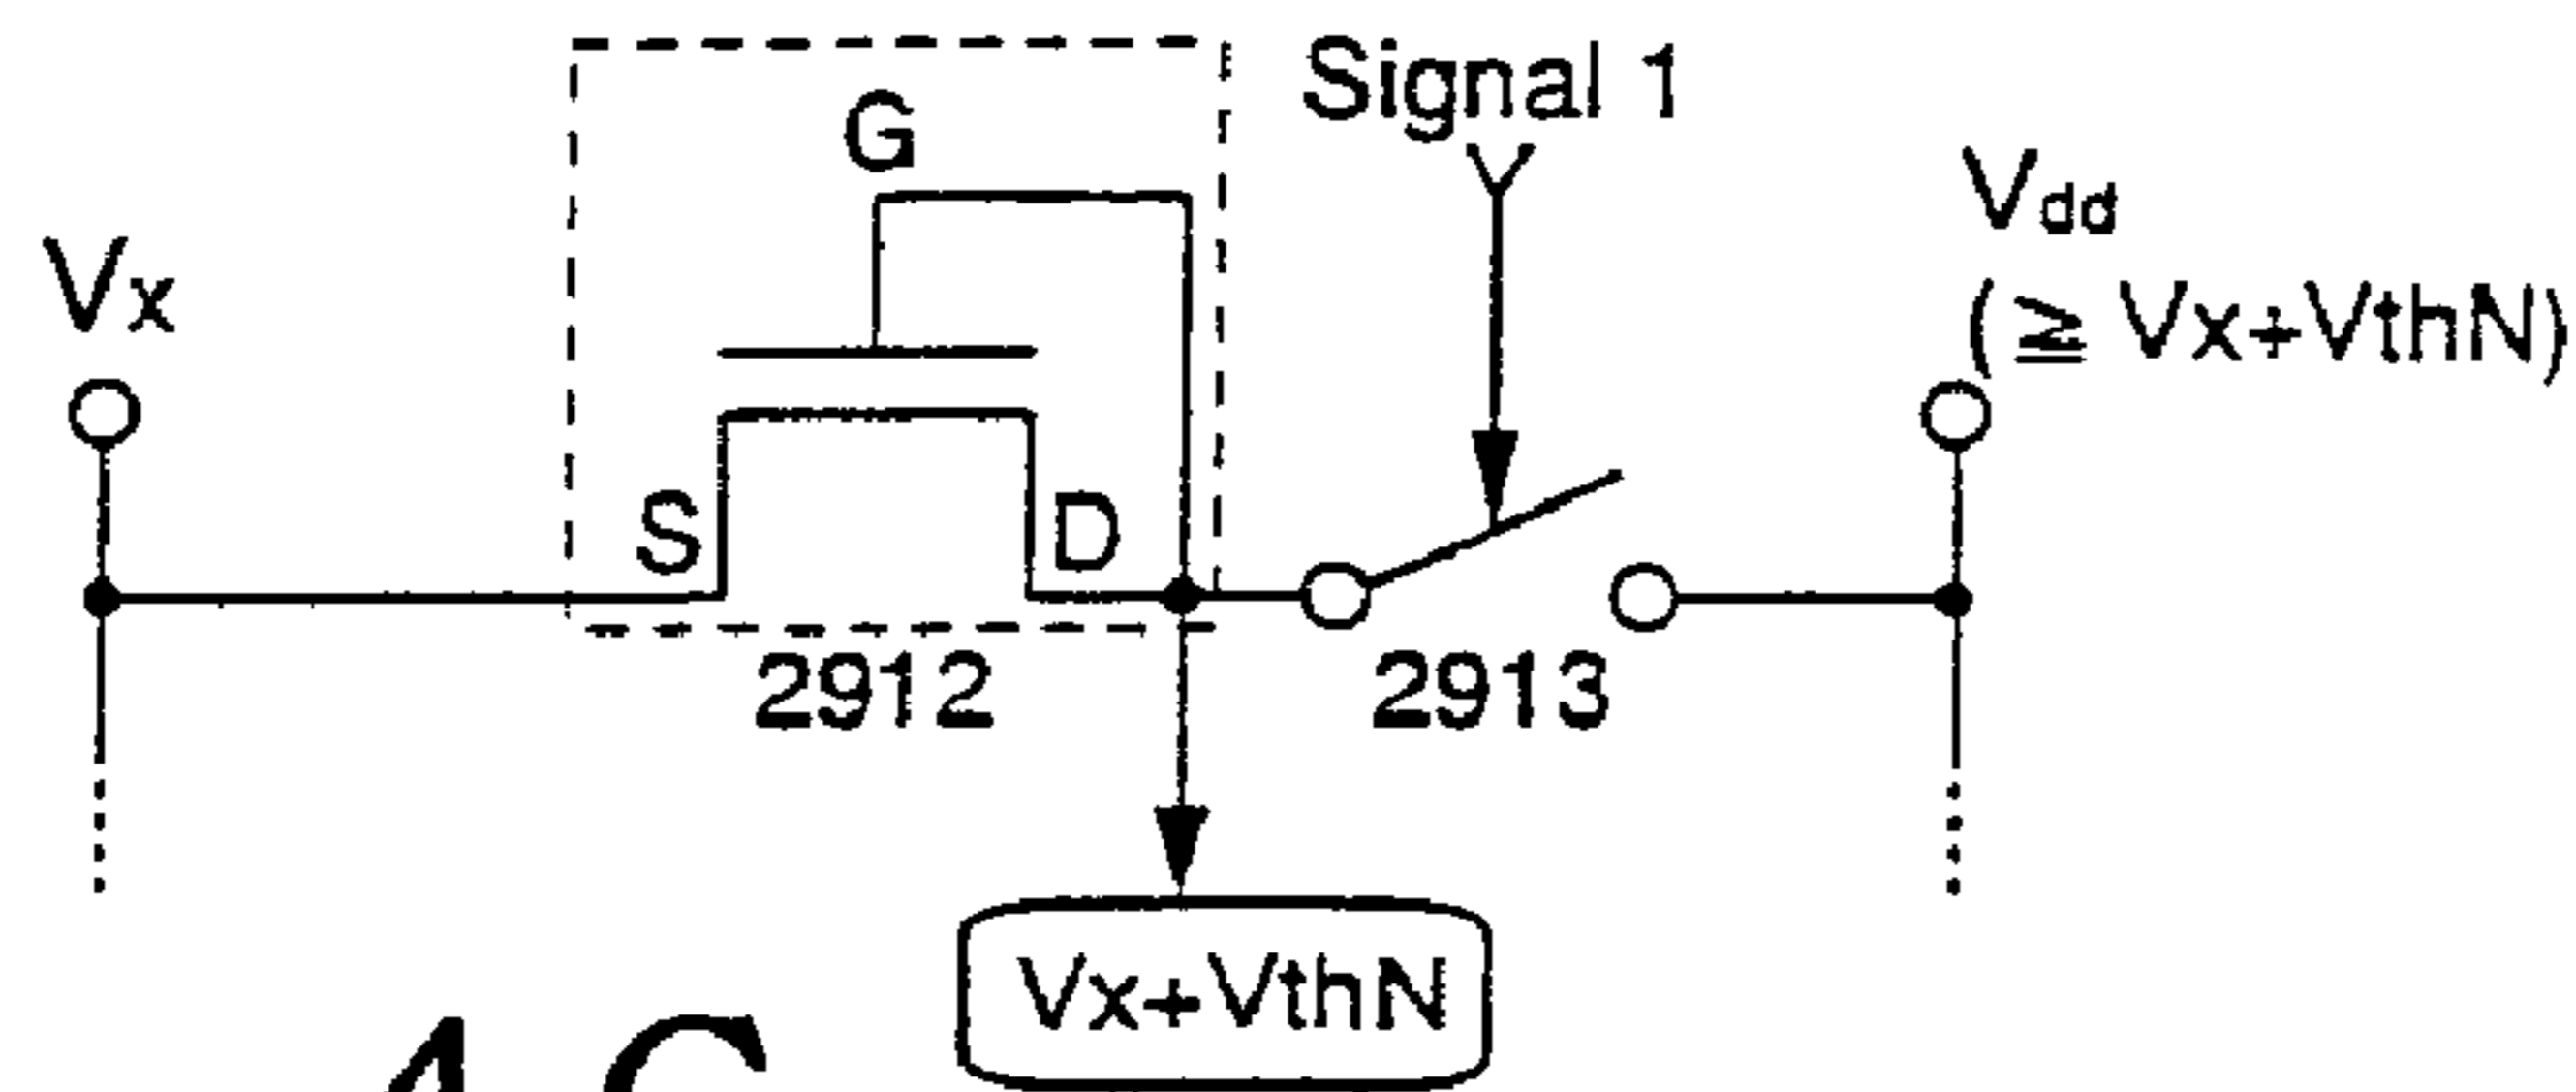 Signal 1
G
Vx
Vdd
(≧ Vx+VthN)
S
D
2912
2913
Vx+VthN